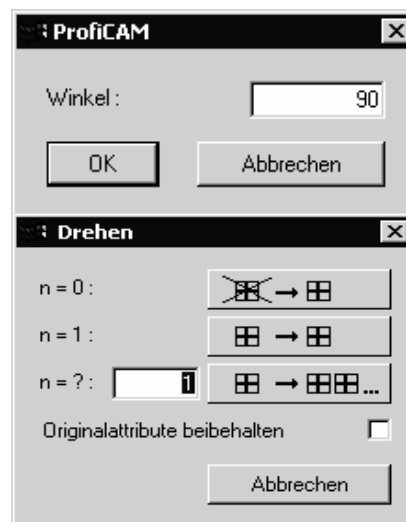 ProfiCAM
Winkel :
90
OK
Abbrechen
Drehen
n = 0 :
n = 1 :
n = ? :
1
...
Originalattribute beibehalten
Abbrechen